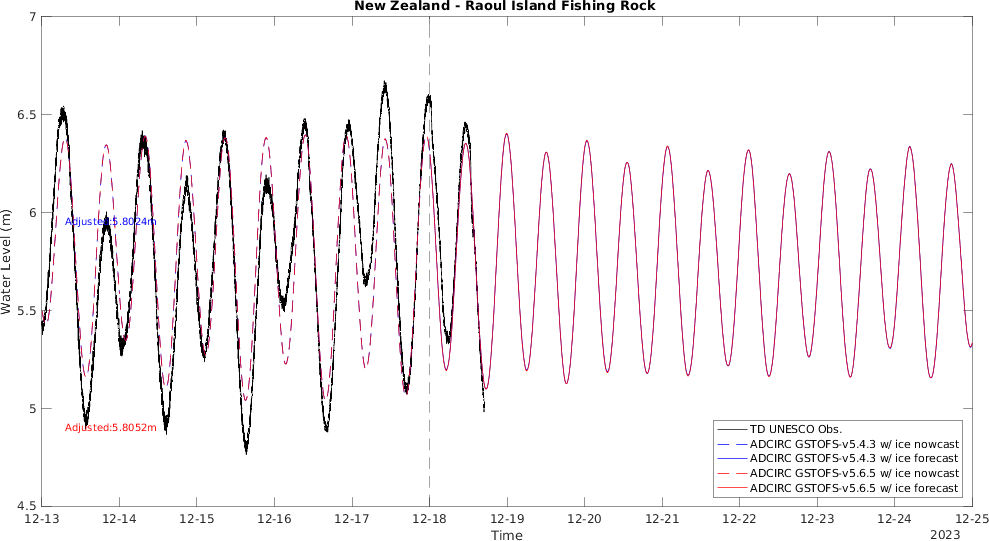 New Zealand - Raoul Island Fishing Rock
7
6.5
6
5.5
5
4.5
Water Level (m)
Adjusted:5.8024m
Adjusted:5.8052m
TD UNESCO Obs.
ADCIRC GSTOFS-v5.4.3 w/ ice nowcast
ADCIRC GSTOFS-v5.4.3 w/ ice forecast
ADCIRC GSTOFS-v5.6.5 w/ ice nowcast
ADCIRC GSTOFS-v5.6.5 w/ ice forecast
12-13 12-14 12-15 12-16 12-17 12-18 12-19 12-20 12-21 12-22 12-23 12-24 12-25
Time
2023